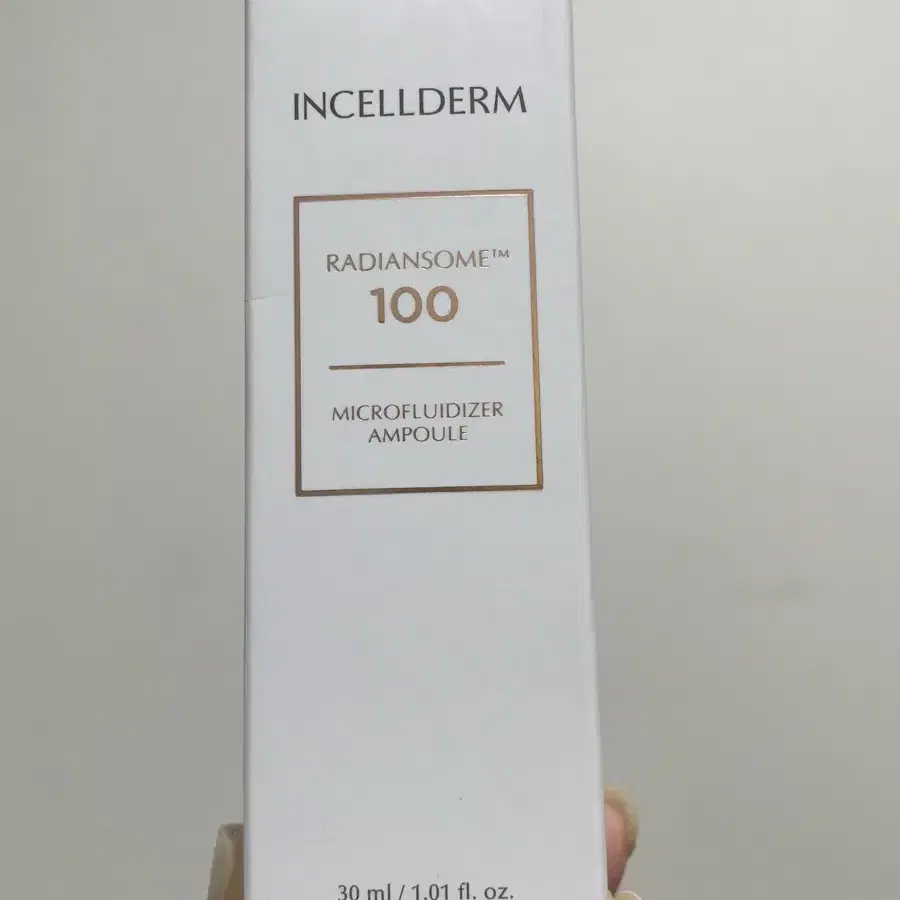 INCELLDERM
RADIANSOME™
100
MICROFLUIDIZER
AMPOULE
30 ml / 1.01 fl. oz.